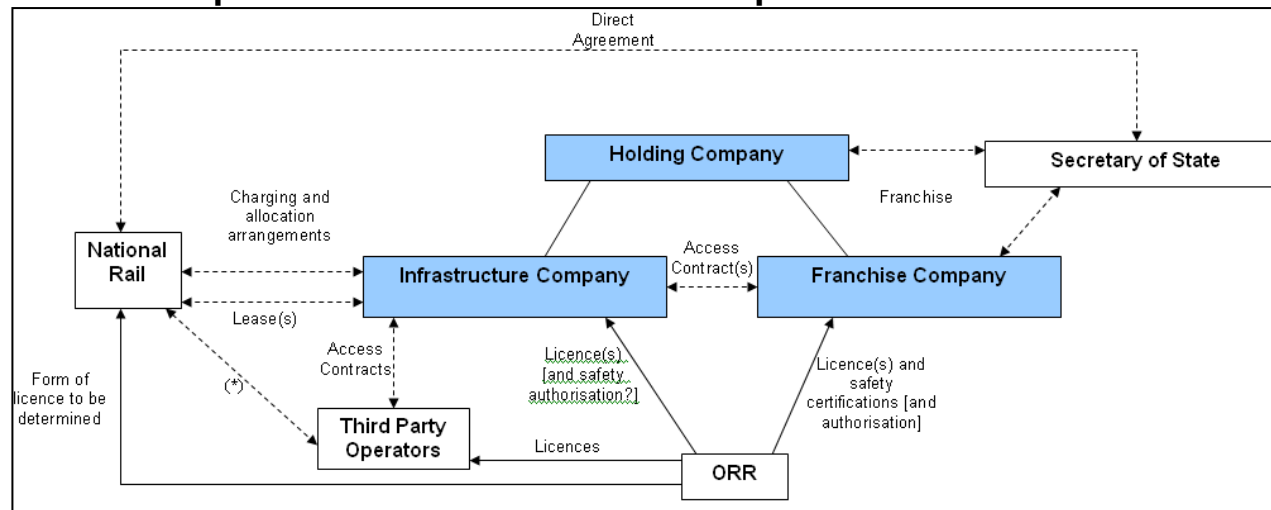 Direct
Agreement
Holding Company
Secretary of State
Charging and
allocation
arrangements
Franchise
National
Rail
Access
Contract(s)
Infrastructure Company
Franchise Company
Lease(s)
Access
Contracts
Licence(s)
[and safety
authorisation?]
Licence(s) and
safety
certifications [and
authorisation]
Form of
licence to be
determined
(*)
Third Party
Operators
Licences
ORR